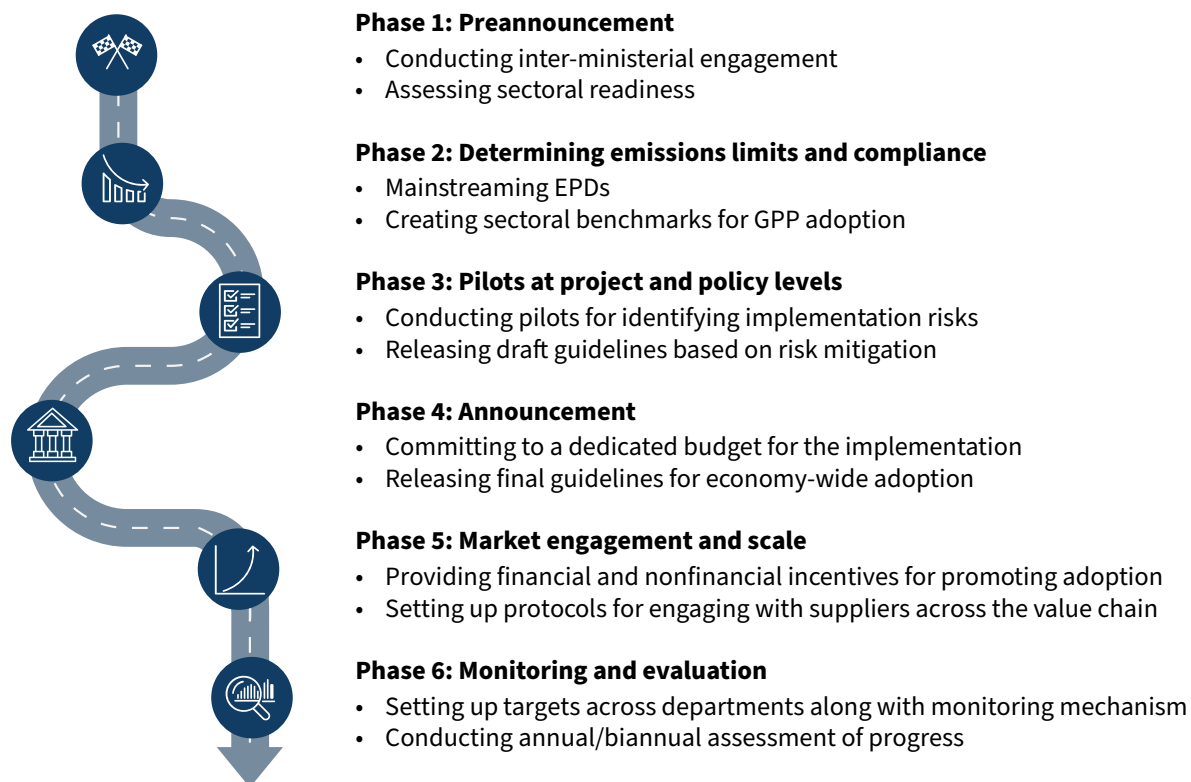 Phase 1: Preannouncement
• Conducting inter-ministerial engagement
• Assessing sectoral readiness
Phase 2: Determining emissions limits and compliance
• Mainstreaming EPDs
• Creating sectoral benchmarks for GPP adoption
Phase 3: Pilots at project and policy levels
• Conducting pilots for identifying implementation risks
• Releasing draft guidelines based on risk mitigation
Phase 4: Announcement
• Committing to a dedicated budget for the implementation
• Releasing final guidelines for economy-wide adoption
Phase 5: Market engagement and scale
• Providing financial and nonfinancial incentives for promoting adoption
• Setting up protocols for engaging with suppliers across the value chain
Phase 6: Monitoring and evaluation
• Setting up targets across departments along with monitoring mechanism
• Conducting annual/biannual assessment of progress